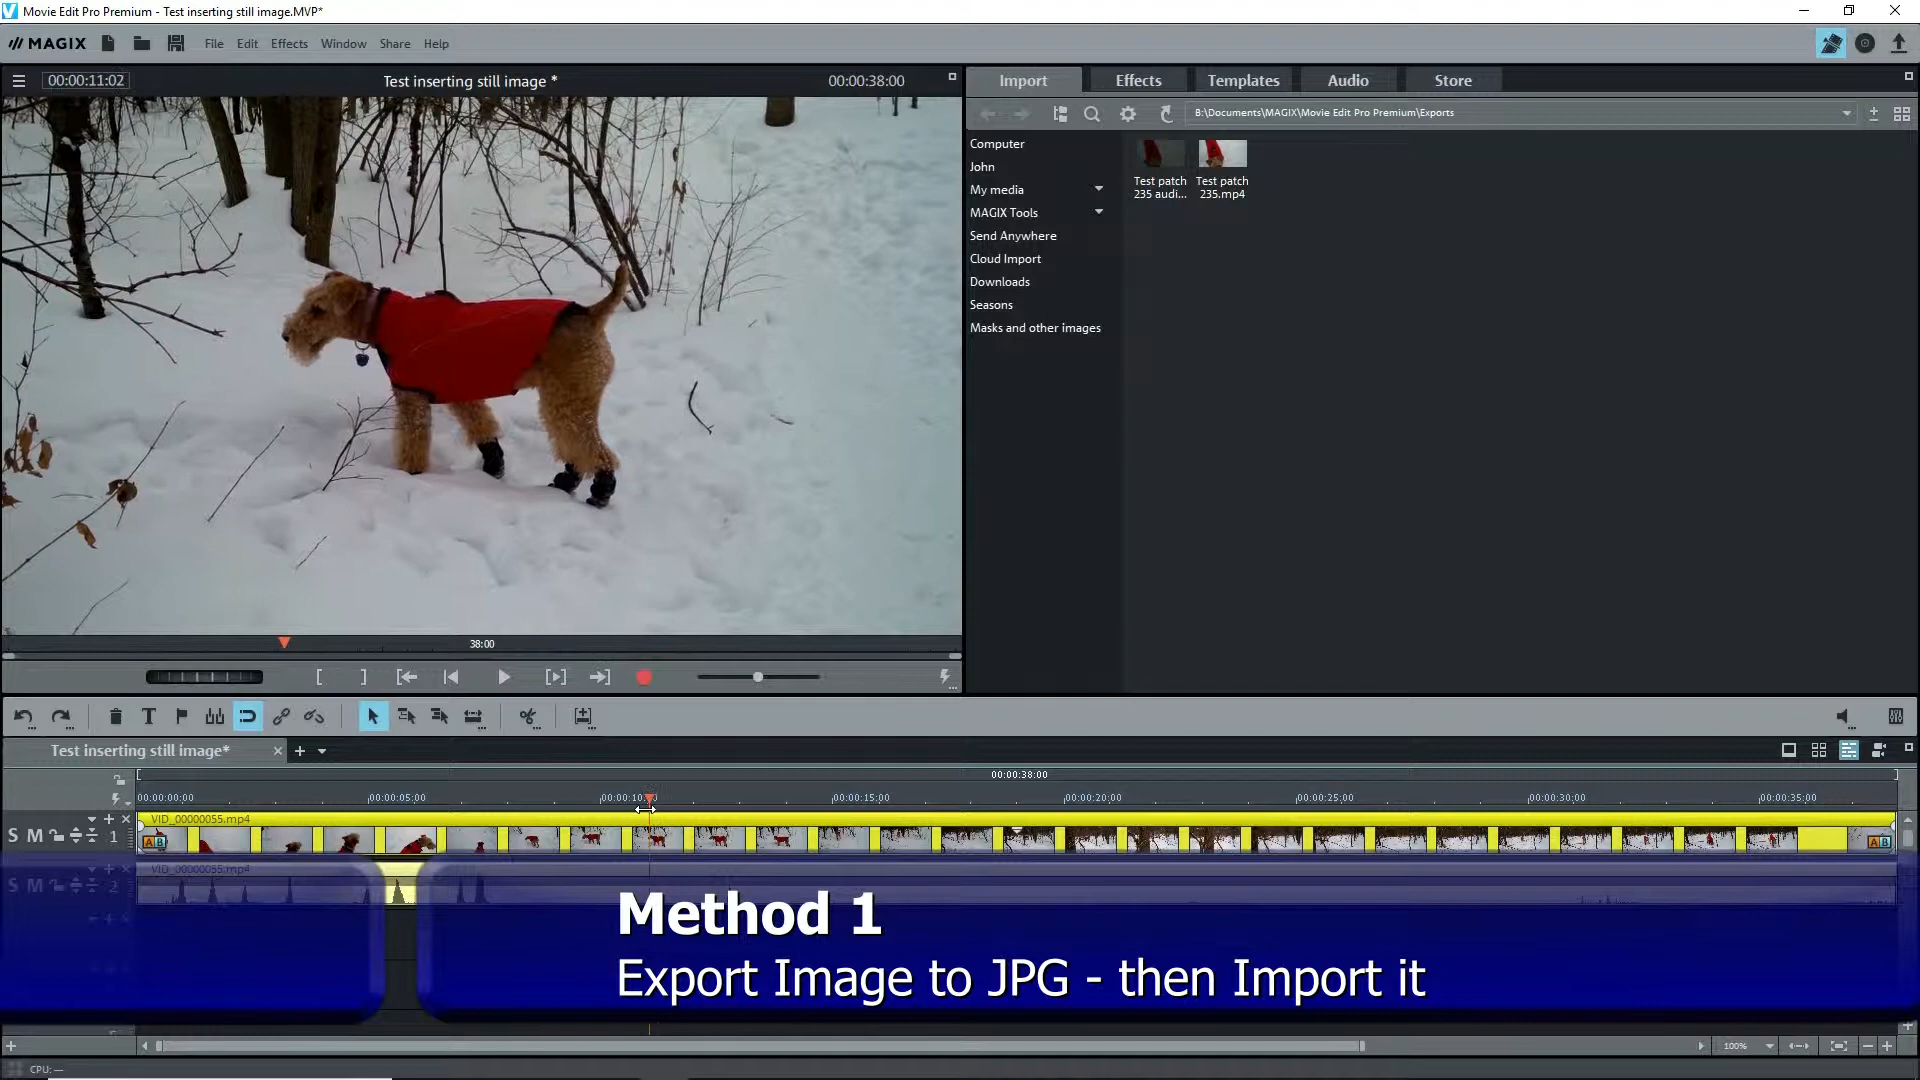 Movie Edit Pro Premium - Test inserting still image.MVP*
MAGIX File Edit Effects Window Share Help
00:00:11:02 Test inserting still image * 00:00:38:00
Import Effects Templates Audio Store
B:\Documents\MAGIX\Movie Edit Pro Premium\Exports
Computer
John
My media
MAGIX Tools
Send Anywhere
Cloud Import
Downloads
Seasons
Masks and other images
Test patch
235 audi...
Test patch
235.mp4
38:00
Test inserting still image*
00:00:38:00
00:00:00:00 00:00:05:00 00:00:15:00 00:00:20:00 00:00:25:00 00:00:30:00 00:00:35:00
VID_00000055.mp4
S M 1
A B
A B
VID_00000055.mp4
S M 2
Method 1
Export Image to JPG - then Import it
100%
CPU: —